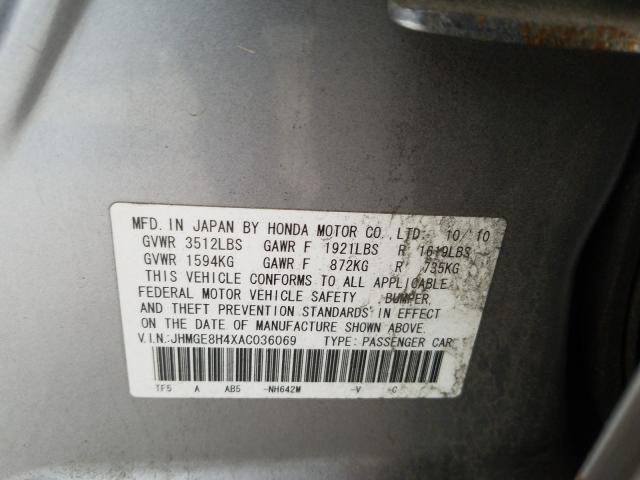 MFD. IN JAPAN BY HONDA MOTOR CO.,LTD: 10/10
GVWR 3512LBS GAWR F 1921LBS R 1619LBS
GVWR 1594KG GAWR F 872KG R 735KG
THIS VEHICLE CONFORMS TO ALL APPLICABLE
FEDERAL MOTOR VEHICLE SAFETY ,BUMPER,
AND THEFT PREVENTION STANDARDS IN EFFECT
ON THE DATE OF MANUFACTURE SHOWN ABOVE.
V.I.N.:JHMGE8H4XAC036069 TYPE: PASSENGER CAR
TF5 A AB5 -NH642M -V -C